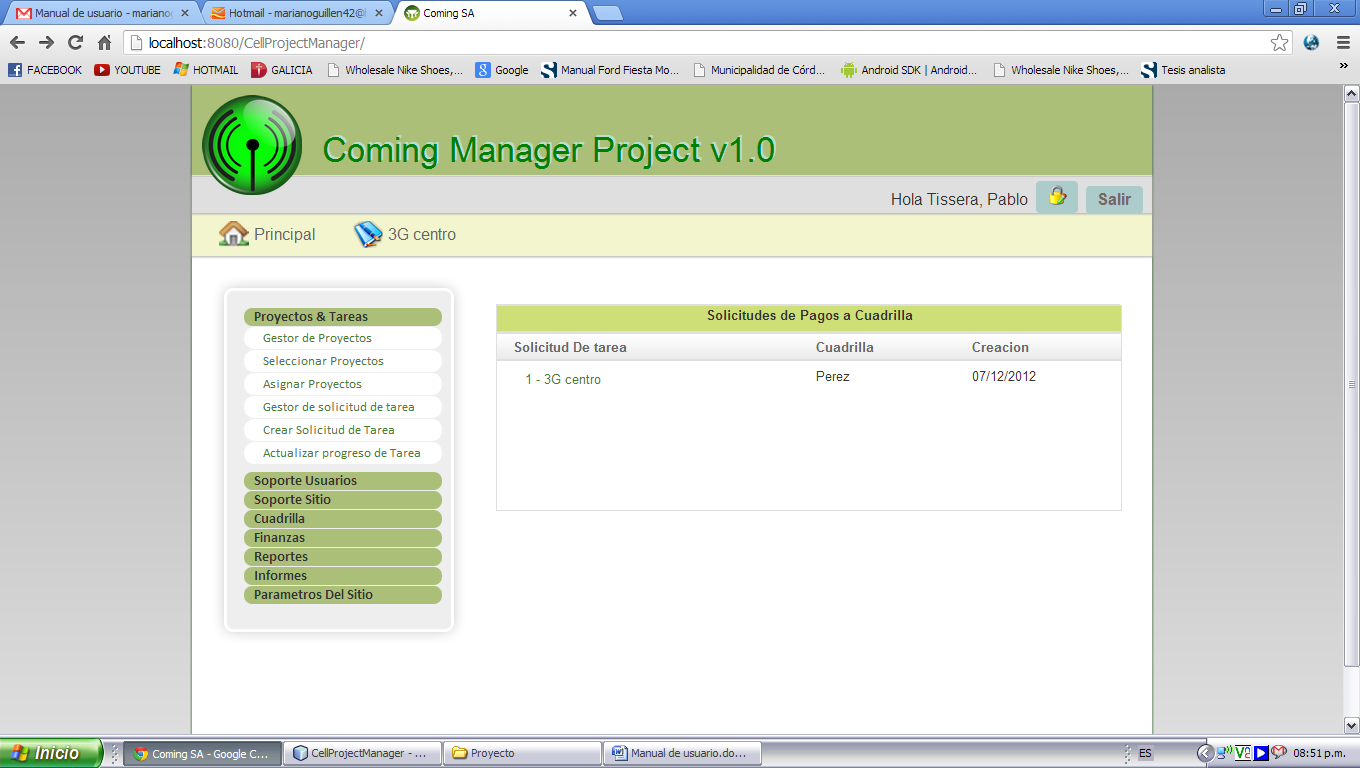 Manual de usuario - mariano
Hotmail - marianoguillen42@
Coming SA
localhost:8080/CellProjectManager/
FACEBOOK
YOUTUBE
HOTMAIL
GALICIA
Wholesale Nike Shoes,...
Google
Manual Ford Fiesta Mo...
Municipalidad de Córd...
Android SDK | Android...
Wholesale Nike Shoes,...
Tesis analista
»
Coming Manager Project v1.0
Hola Tissera, Pablo
Salir
Principal
3G centro
Proyectos & Tareas
Gestor de Proyectos
Seleccionar Proyectos
Asignar Proyectos
Gestor de solicitud de tarea
Crear Solicitud de Tarea
Actualizar progreso de Tarea
Soporte Usuarios
Soporte Sitio
Cuadrilla
Finanzas
Reportes
Informes
Parametros Del Sitio
Solicitudes de Pagos a Cuadrilla
Solicitud De tarea Cuadrilla Creacion
1 - 3G centro Perez 07/12/2012
Inicio
Coming SA - Google C...
CellProjectManager - ...
Proyecto
Manual de usuario.do...
ES
08:51 p.m.